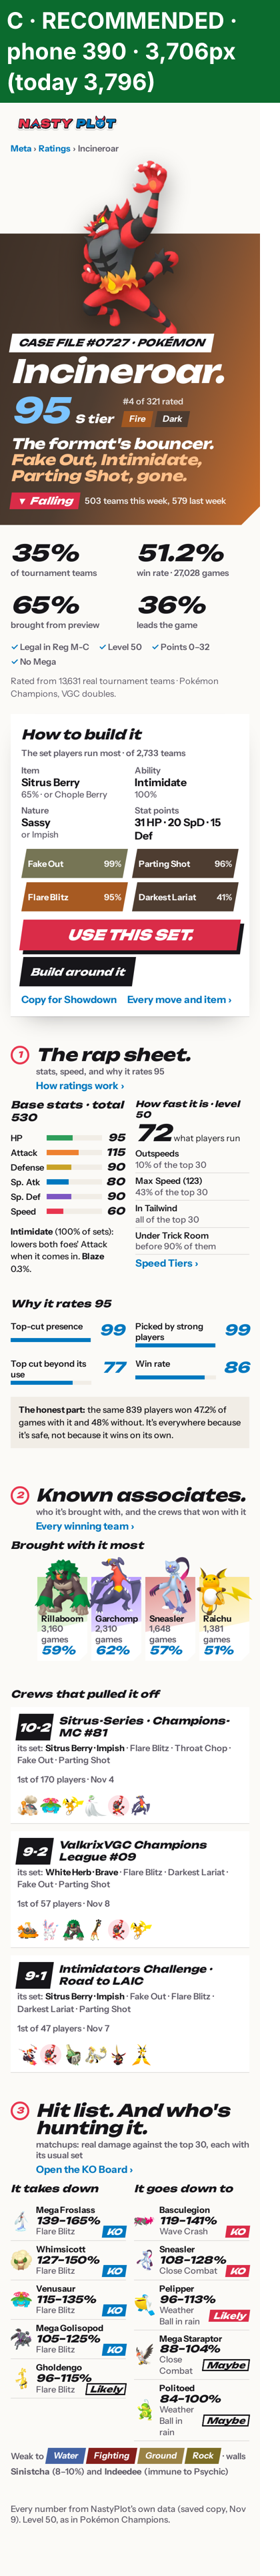 C · RECOMMENDED ·
phone 390 · 3,706px
(today 3,796)
NASTY PLOT
Meta › Ratings › Incineroar
CASE FILE #0727 · POKÉMON
Incineroar.
95 S tier
#4 of 321 rated
Fire Dark
The format's bouncer.
Fake Out, Intimidate,
Parting Shot, gone.
▼ Falling 503 teams this week, 579 last week
35%
of tournament teams
51.2%
win rate · 27,028 games
65%
brought from preview
36%
leads the game
✓ Legal in Reg M-C ✓ Level 50 ✓ Points 0–32
✓ No Mega
Rated from 13,631 real tournament teams · Pokémon
Champions, VGC doubles.
How to build it
The set players run most · of 2,733 teams
Item
Sitrus Berry
65% · or Chople Berry
Ability
Intimidate
100%
Nature
Sassy
or Impish
Stat points
31 HP · 20 SpD · 15
Def
Fake Out 99%
Parting Shot 96%
Flare Blitz 95%
Darkest Lariat 41%
USE THIS SET.
Build around it
Copy for Showdown Every move and item ›
1 The rap sheet.
stats, speed, and why it rates 95
How ratings work ›
Base stats · total
530
HP 95
Attack 115
Defense 90
Sp. Atk 80
Sp. Def 90
Speed 60
Intimidate (100% of sets):
lowers both foes' Attack
when it comes in. Blaze
0.3%.
How fast it is · level
50
72 what players run
Outspeeds
10% of the top 30
Max Speed (123)
43% of the top 30
In Tailwind
all of the top 30
Under Trick Room
before 90% of them
Speed Tiers ›
Why it rates 95
Top-cut presence 99
Picked by strong
players 99
Top cut beyond its
use 77
Win rate 86
The honest part: the same 839 players won 47.2% of
games with it and 48% without. It's everywhere because
it's safe, not because it wins on its own.
2 Known associates.
who it's brought with, and the crews that won with it
Every winning team ›
Brought with it most
Rillaboom
3,160
games
59%
Garchomp
2,310
games
62%
Sneasler
1,648
games
57%
Raichu
1,381
games
51%
Crews that pulled it off
10-2 Sitrus-Series · Champions-
MC #81
its set: Sitrus Berry · Impish · Flare Blitz · Throat Chop ·
Fake Out · Parting Shot
1st of 170 players · Nov 4
9-2 ValkrixVGC Champions
League #09
its set: White Herb · Brave · Flare Blitz · Darkest Lariat ·
Fake Out · Parting Shot
1st of 57 players · Nov 8
9-1 Intimidators Challenge ·
Road to LAIC
its set: Sitrus Berry · Impish · Fake Out · Flare Blitz ·
Darkest Lariat · Parting Shot
1st of 47 players · Nov 7
3 Hit list. And who's
hunting it.
matchups: real damage against the top 30, each with
its usual set
Open the KO Board ›
It takes down
Mega Froslass
139–165%
Flare Blitz KO
Whimsicott
127–150%
Flare Blitz KO
Venusaur
115–135%
Flare Blitz KO
Mega Golisopod
105–125%
Flare Blitz KO
Gholdengo
96–115%
Flare Blitz Likely
It goes down to
Basculegion
119–141%
Wave Crash KO
Sneasler
108–128%
Close Combat KO
Pelipper
96–113%
Weather
Ball in rain Likely
Mega Staraptor
88–104%
Close
Combat Maybe
Politoed
84–100%
Weather
Ball in
rain Maybe
Weak to Water Fighting Ground Rock · walls
Sinistcha (8–10%) and Indeedee (immune to Psychic)
Every number from NastyPlot's own data (saved copy, Nov
9). Level 50, as in Pokémon Champions.